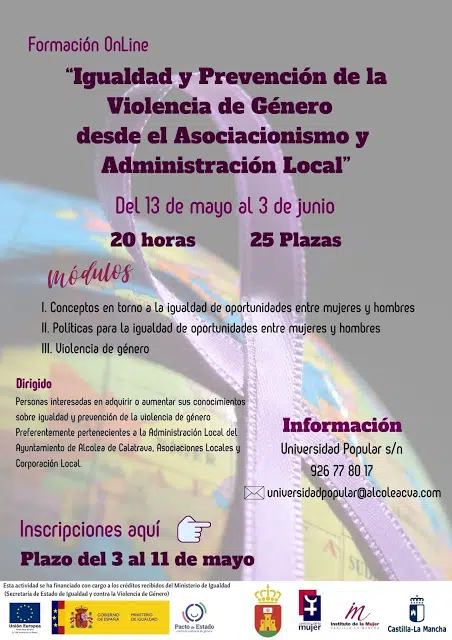 Formación OnLine
“Igualdad y Prevención de la
Violencia de Género
desde el Asociacionismo y
Administración Local”
Del 13 de mayo al 3 de junio
20 horas 25 Plazas
módulos
I. Conceptos en torno a la igualdad de oportunidades entre mujeres y hombres
II. Políticas para la igualdad de oportunidades entre mujeres y hombres
III. Violencia de género
Dirigido
Personas interesadas en adquirir o aumentar sus conocimientos
sobre igualdad y prevención de la violencia de género
Preferentemente pertenecientes a la Administración Local del
Ayuntamiento de Alcolea de Calatrava, Asociaciones Locales y
Corporación Local.
Información
Universidad Popular s/n
926 77 80 17
universidadpopular@alcoleacva.com
Inscripciones aquí
Plazo del 3 al 11 de mayo
Esta actividad se ha financiado con cargo a los créditos recibidos del Ministerio de Igualdad
(Secretaría de Estado de Igualdad y contra la Violencia de Género)
Unión Europea
GOBIERNO
DE ESPAÑA
MINISTERIO
DE IGUALDAD
Pacto de Estado
mujer
Instituto de la Mujer
Castilla-La Mancha